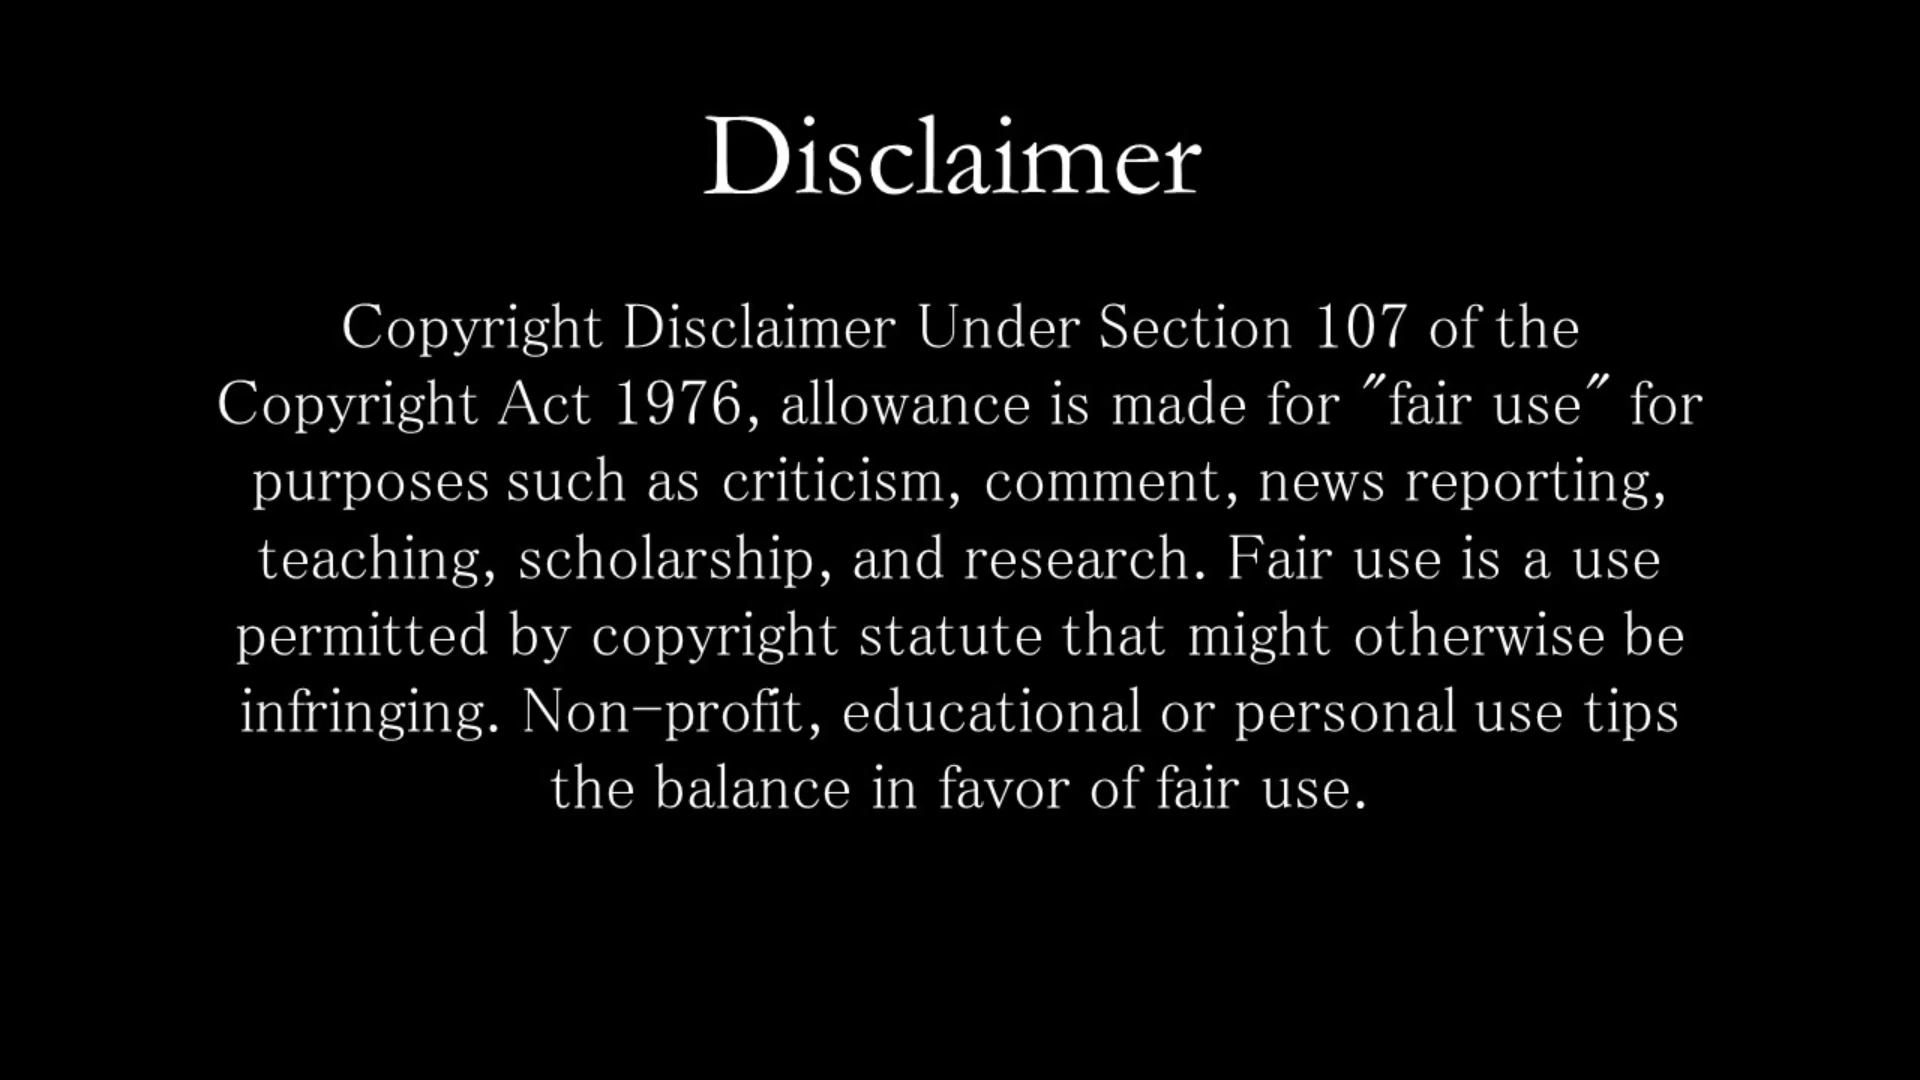 Disclaimer
Copyright Disclaimer Under Section 107 of the
Copyright Act 1976, allowance is made for "fair use" for
purposes such as criticism, comment, news reporting,
teaching, scholarship, and research. Fair use is a use
permitted by copyright statute that might otherwise be
infringing. Non-profit, educational or personal use tips
the balance in favor of fair use.